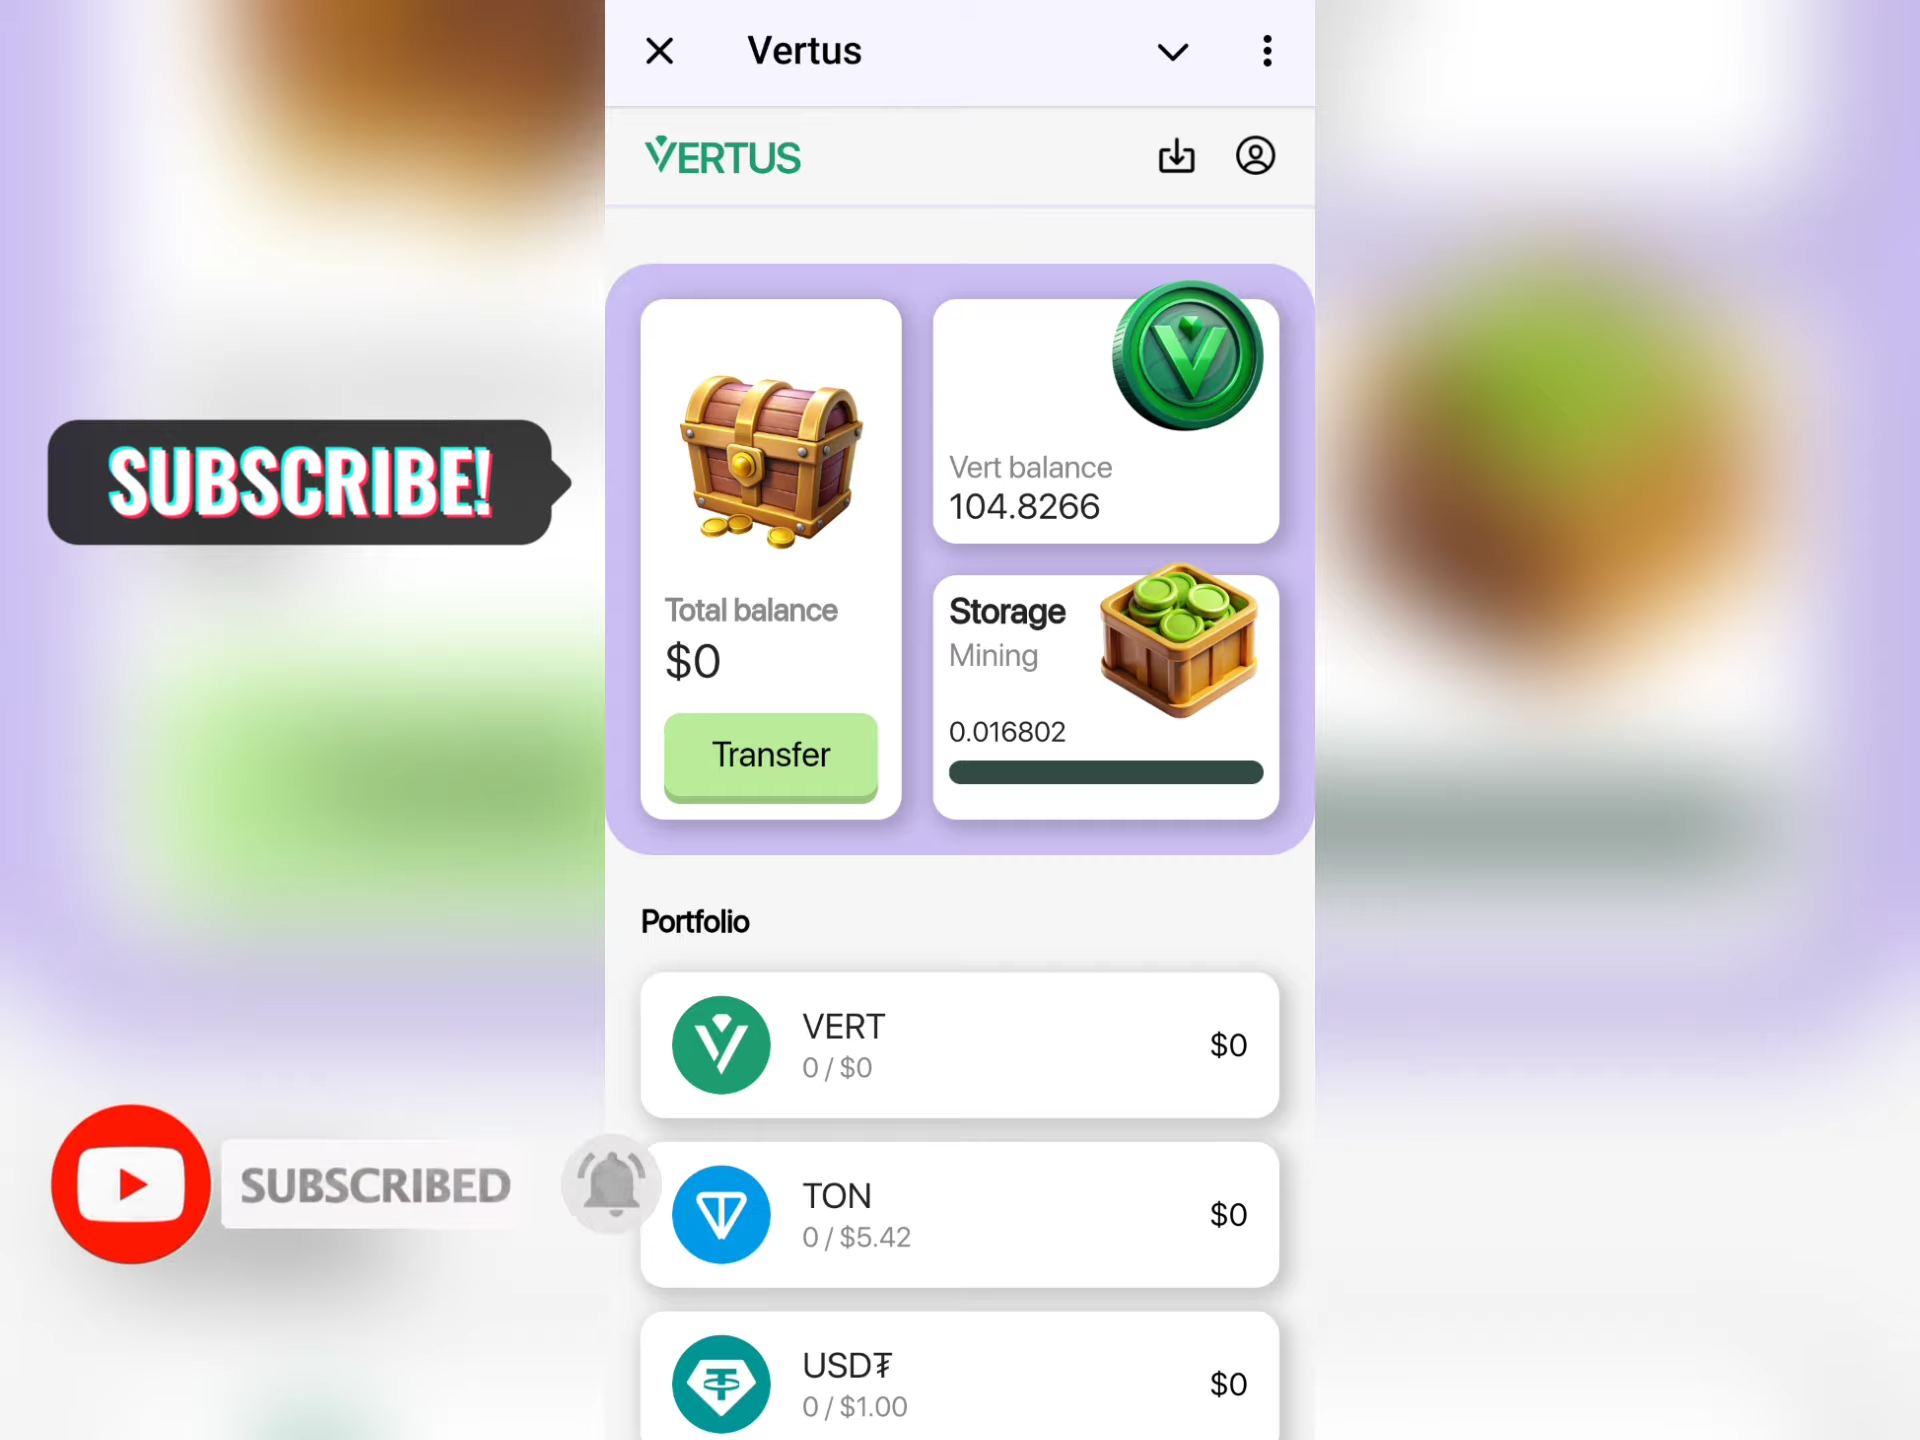 Vertus
VERTUS
SUBSCRIBE!
Vert balance
104.8266
Total balance
$0
Transfer
Storage
Mining
0.016802
Portfolio
VERT
0 / $0
$0
SUBSCRIBED
TON
0 / $5.42
$0
USD₮
0 / $1.00
$0